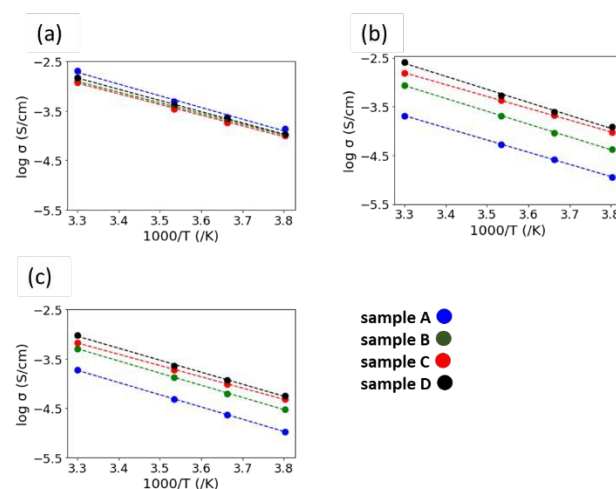 (a)
−2.5
−3.5
−4.5
−5.5
log σ (S/cm)
3.3 3.4 3.5 3.6 3.7 3.8
1000/T (/K)
(b)
−2.5
−3.5
−4.5
−5.5
log σ (S/cm)
3.3 3.4 3.5 3.6 3.7 3.8
1000/T (/K)
(c)
−2.5
−3.5
−4.5
−5.5
log σ (S/cm)
3.3 3.4 3.5 3.6 3.7 3.8
1000/T (/K)
sample A
sample B
sample C
sample D